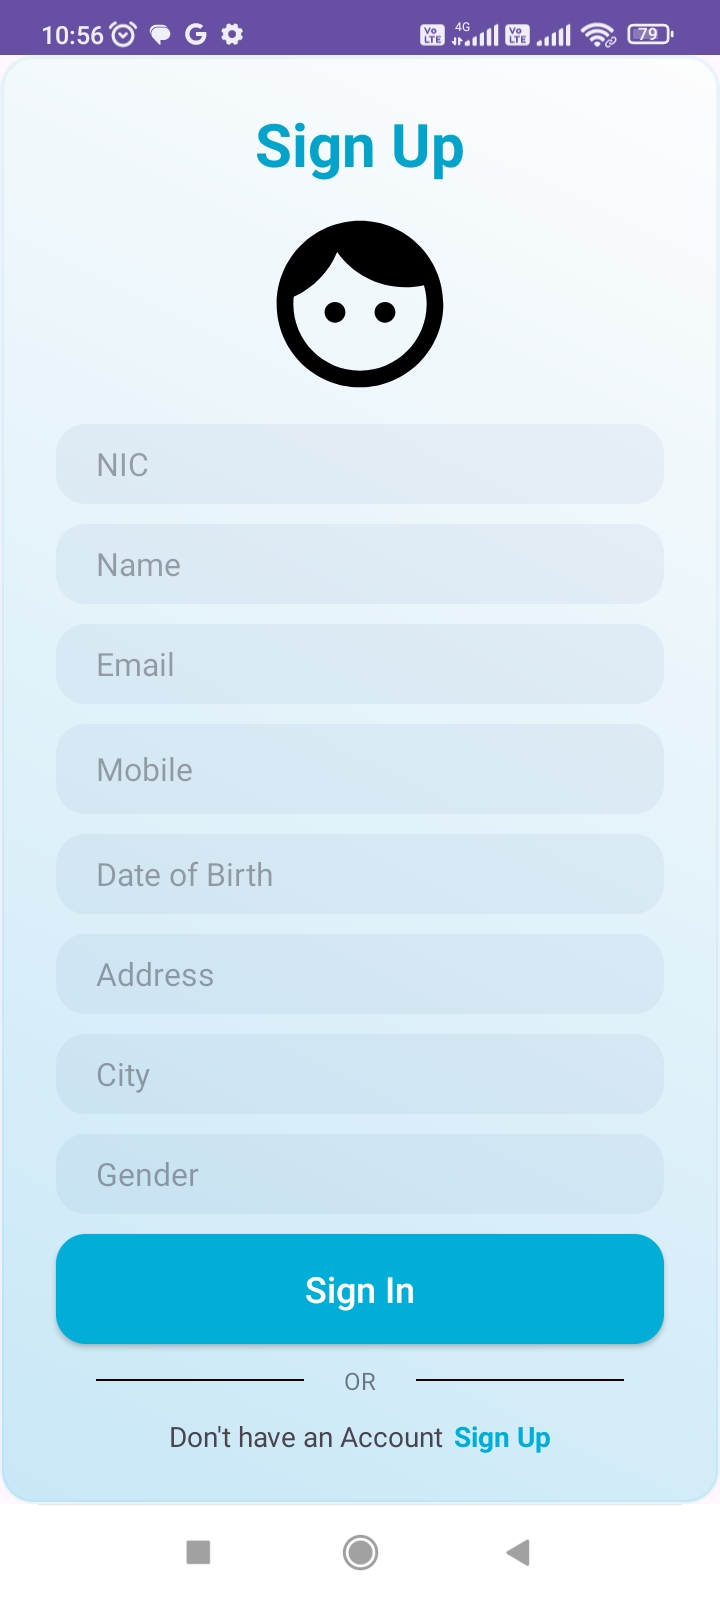 10:56 Vo LTE 4G Vo LTE 79
Sign Up
NIC
Name
Email
Mobile
Date of Birth
Address
City
Gender
Sign In
OR
Don't have an Account Sign Up